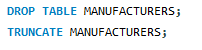 DROP TABLE MANUFACTURERS;
TRUNCATE MANUFACTURERS;